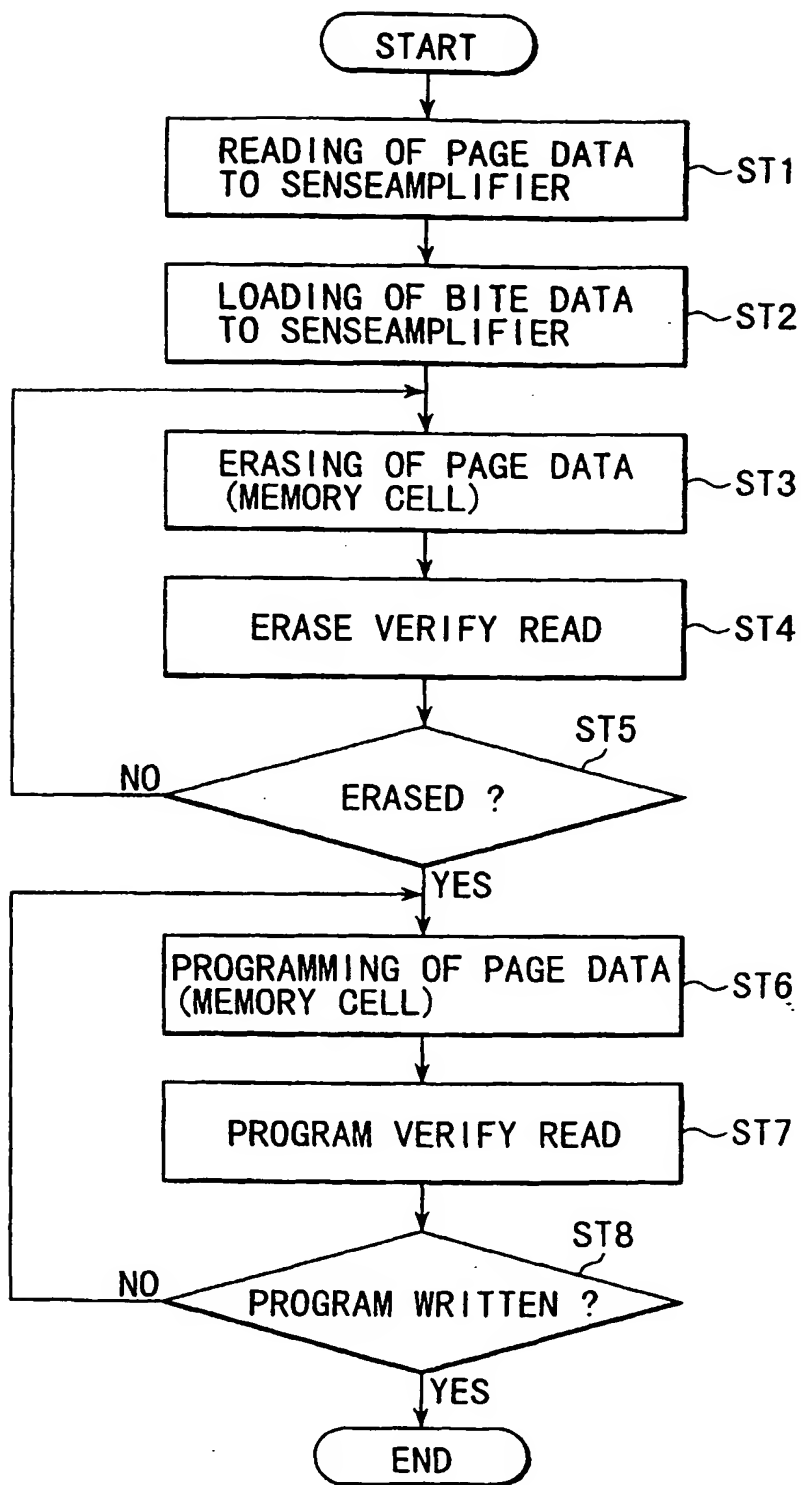 START
READING OF PAGE DATA
TO SENSEAMPLIFIER
ST1
LOADING OF BITE DATA
TO SENSEAMPLIFIER
ST2
ERASING OF PAGE DATA
(MEMORY CELL)
ST3
ERASE VERIFY READ
ST4
ST5
NO
ERASED ?
YES
PROGRAMMING OF PAGE DATA
(MEMORY CELL)
ST6
PROGRAM VERIFY READ
ST7
ST8
NO
PROGRAM WRITTEN ?
YES
END